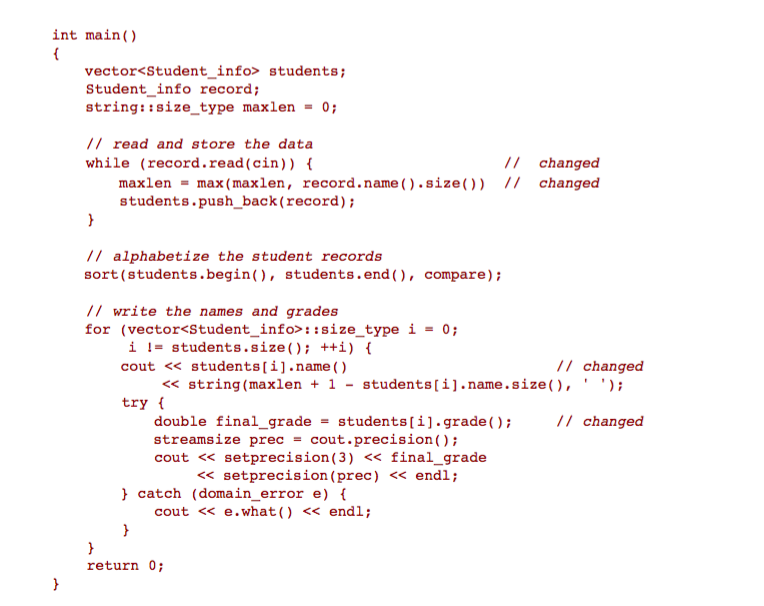 int main()
{
    vector<Student_info> students;
    Student_info record;
    string::size_type maxlen = 0;

    // read and store the data
    while (record.read(cin)) {                       //  changed
        maxlen = max(maxlen, record.name().size())  //  changed
        students.push_back(record);
    }

    // alphabetize the student records
    sort(students.begin(), students.end(), compare);

    // write the names and grades
    for (vector<Student_info>::size_type i = 0;
         i != students.size(); ++i) {
        cout << students[i].name()                         // changed
             << string(maxlen + 1 - students[i].name.size(), ' ');
        try {
            double final_grade = students[i].grade();     // changed
            streamsize prec = cout.precision();
            cout << setprecision(3) << final_grade
                 << setprecision(prec) << endl;
        } catch (domain_error e) {
            cout << e.what() << endl;
        }
    }
    return 0;
}